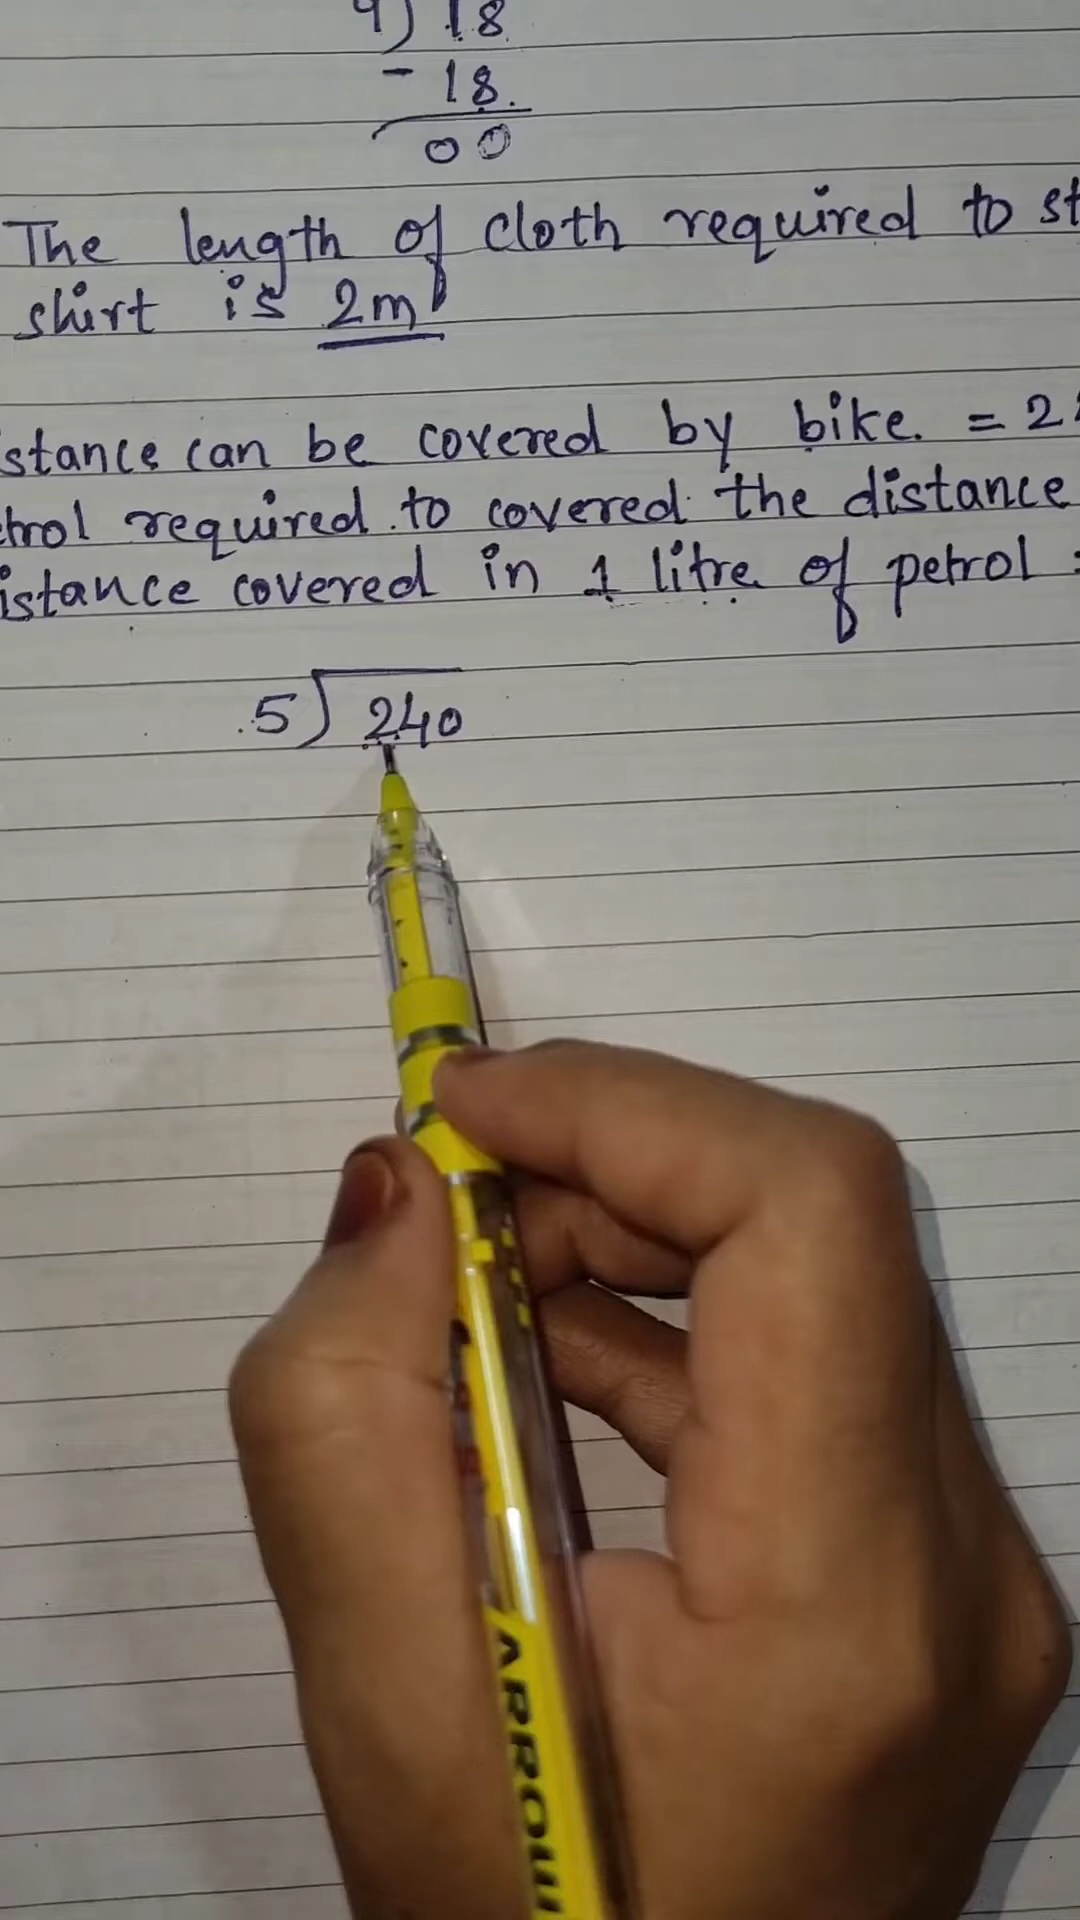 9) 18
- 18.
00
The length of cloth required to st
shirt is 2m
stance can be covered by bike. = 2
trol required to covered the distance
istance covered in 1 litre of petrol =
5) 240